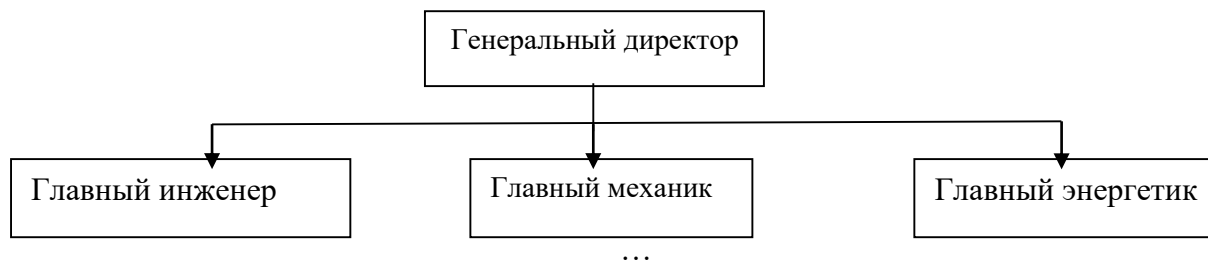 Генеральный директор
Главный инженер
Главный механик
Главный энергетик
…